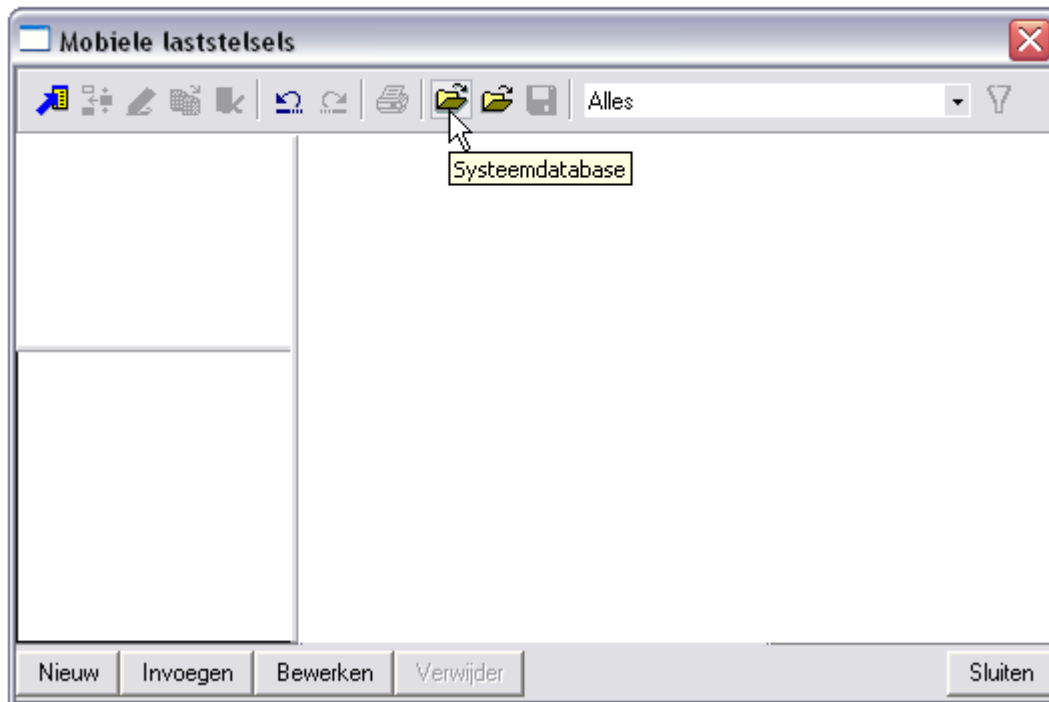 Mobiele laststelsels
Alles
Systeemdatabase
Nieuw Invoegen Bewerken Verwijder Sluiten